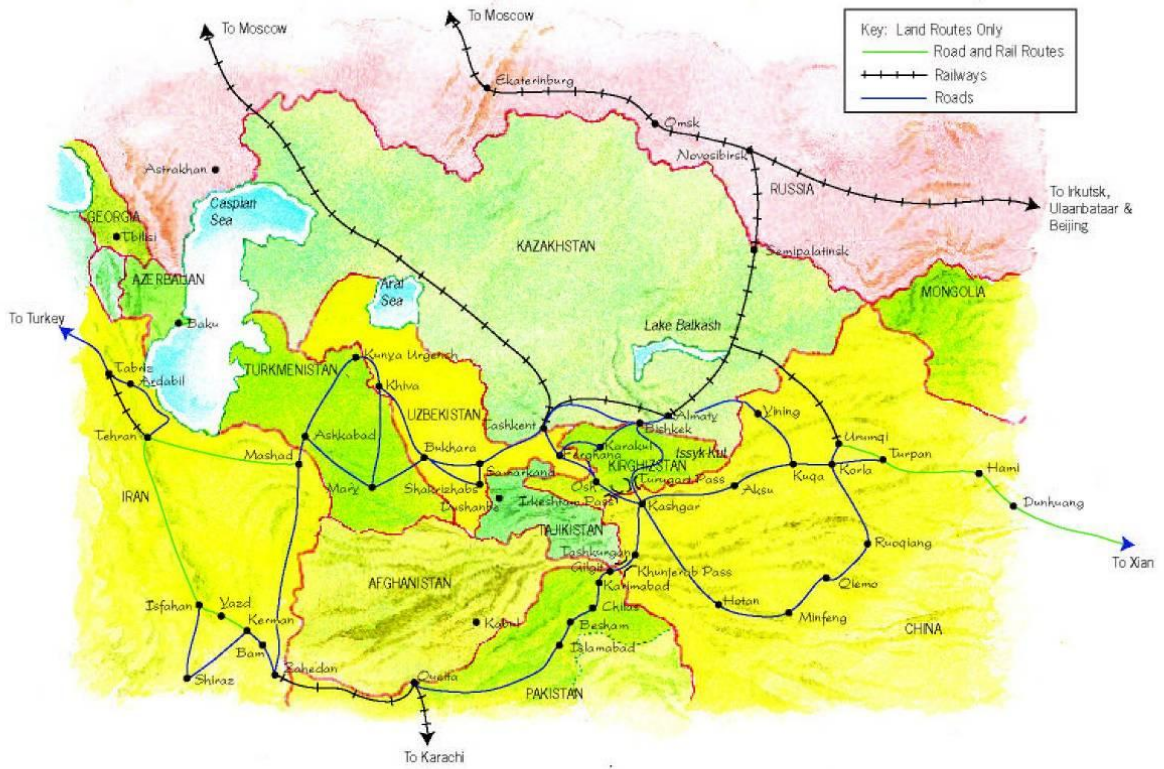 To Moscow
To Moscow
Key: Land Routes Only
Road and Rail Routes
Railways
Roads
Ekaterinburg
Omsk
Novosibirsk
RUSSIA
To Irkutsk,
Ulaanbataar &
Beijing
Astrakhan
Caspian
Sea
GEORGIA
Tbilisi
KAZAKHSTAN
Semipalatinsk
AZERBAIJAN
Aral
Sea
MONGOLIA
Baku
To Turkey
Lake Balkash
Kunya Urgench
Tabriz
Ardabil
TURKMENISTAN
Khiva
UZBEKISTAN
Tashkent
Almaty
Bishkek
Yining
Tehran
Ashkabad
Bukhara
Karakul
Issyk Kul
Urumqi
Mashad
Ferghana
KIRGHIZSTAN
Turpan
Samarkand
Turugart Pass
Kuqa
Korla
Hami
IRAN
Mary
Shakrizhabs
Osh
Aksu
Dushanbe
Irkeshtam Pass
Kashgar
Dunhuang
TAJIKISTAN
Tashkurgan
Ruoqiang
To Xian
Gilgit
Khunjerab Pass
AFGHANISTAN
Karimabad
Qiemo
Isfahan
Yazd
Chilas
Hotan
Minfeng
Kerman
Kabul
Besham
CHINA
Bam
Islamabad
Shiraz
Zahedan
Quetta
PAKISTAN
To Karachi